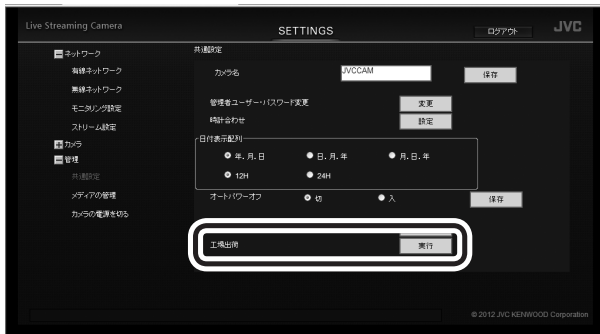 Live Streaming Camera
SETTINGS
ログアウト
JVC
ネットワーク
有線ネットワーク
無線ネットワーク
モニタリング設定
ストリーム設定
カメラ
管理
共通設定
メディアの管理
カメラの電源を切る
共通設定
カメラ名
JVCCAM
保存
管理者ユーザー・パスワード変更
変更
時計合わせ
設定
日付表示配列
年.月.日
日.月.年
月.日.年
12H
24H
オートパワーオフ
切
入
保存
工場出荷
実行
© 2012 JVC KENWOOD Corporation